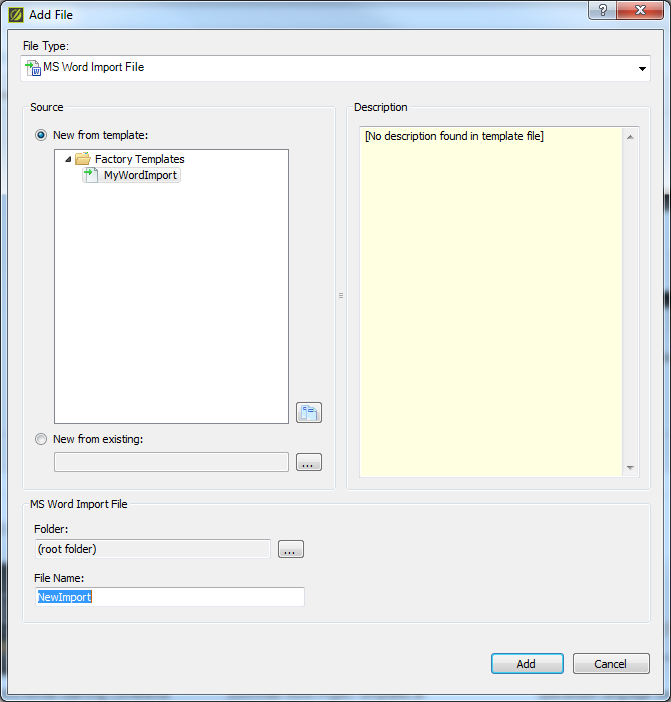 Add File
?
File Type:
MS Word Import File
Source
New from template:
Factory Templates
MyWordImport
New from existing:
...
Description
[No description found in template file]
MS Word Import File
Folder:
(root folder)
...
File Name:
NewImport
Add
Cancel